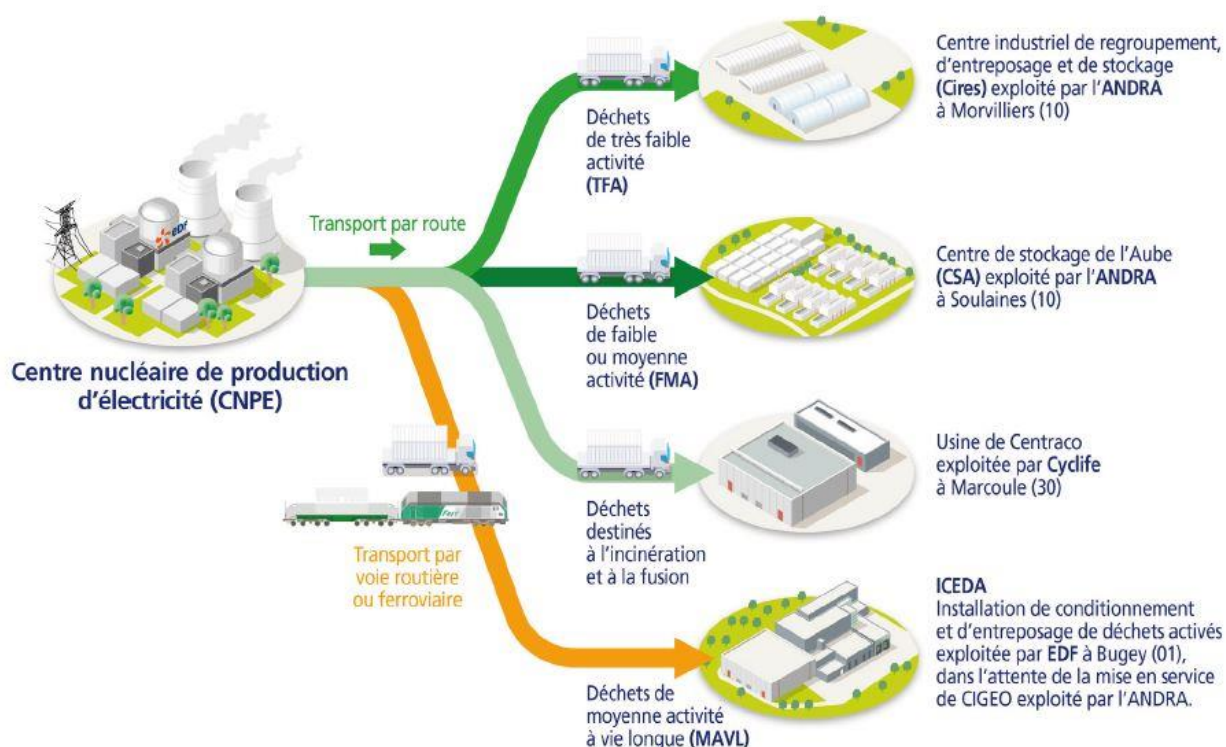 Centre industriel de regroupement,
d'entreposage et de stockage
(Cires) exploité par l'ANDRA
à Morvilliers (10)
Déchets
de très faible
activité
(TFA)
Transport par route
eDF
Centre nucléaire de production
d'électricité (CNPE)
Centre de stockage de l'Aube
(CSA) exploité par l'ANDRA
à Soulaines (10)
Déchets
de faible
ou moyenne
activité (FMA)
Usine de Centraco
exploitée par Cyclife
à Marcoule (30)
Déchets
destinés
à l'incinération
et à la fusion
Transport par
voie routière
ou ferroviaire
ICEDA
Installation de conditionnement
et d'entreposage de déchets activés
exploitée par EDF à Bugey (01),
dans l'attente de la mise en service
de CIGEO exploité par l'ANDRA.
Déchets de
moyenne activité
à vie longue (MAVL)